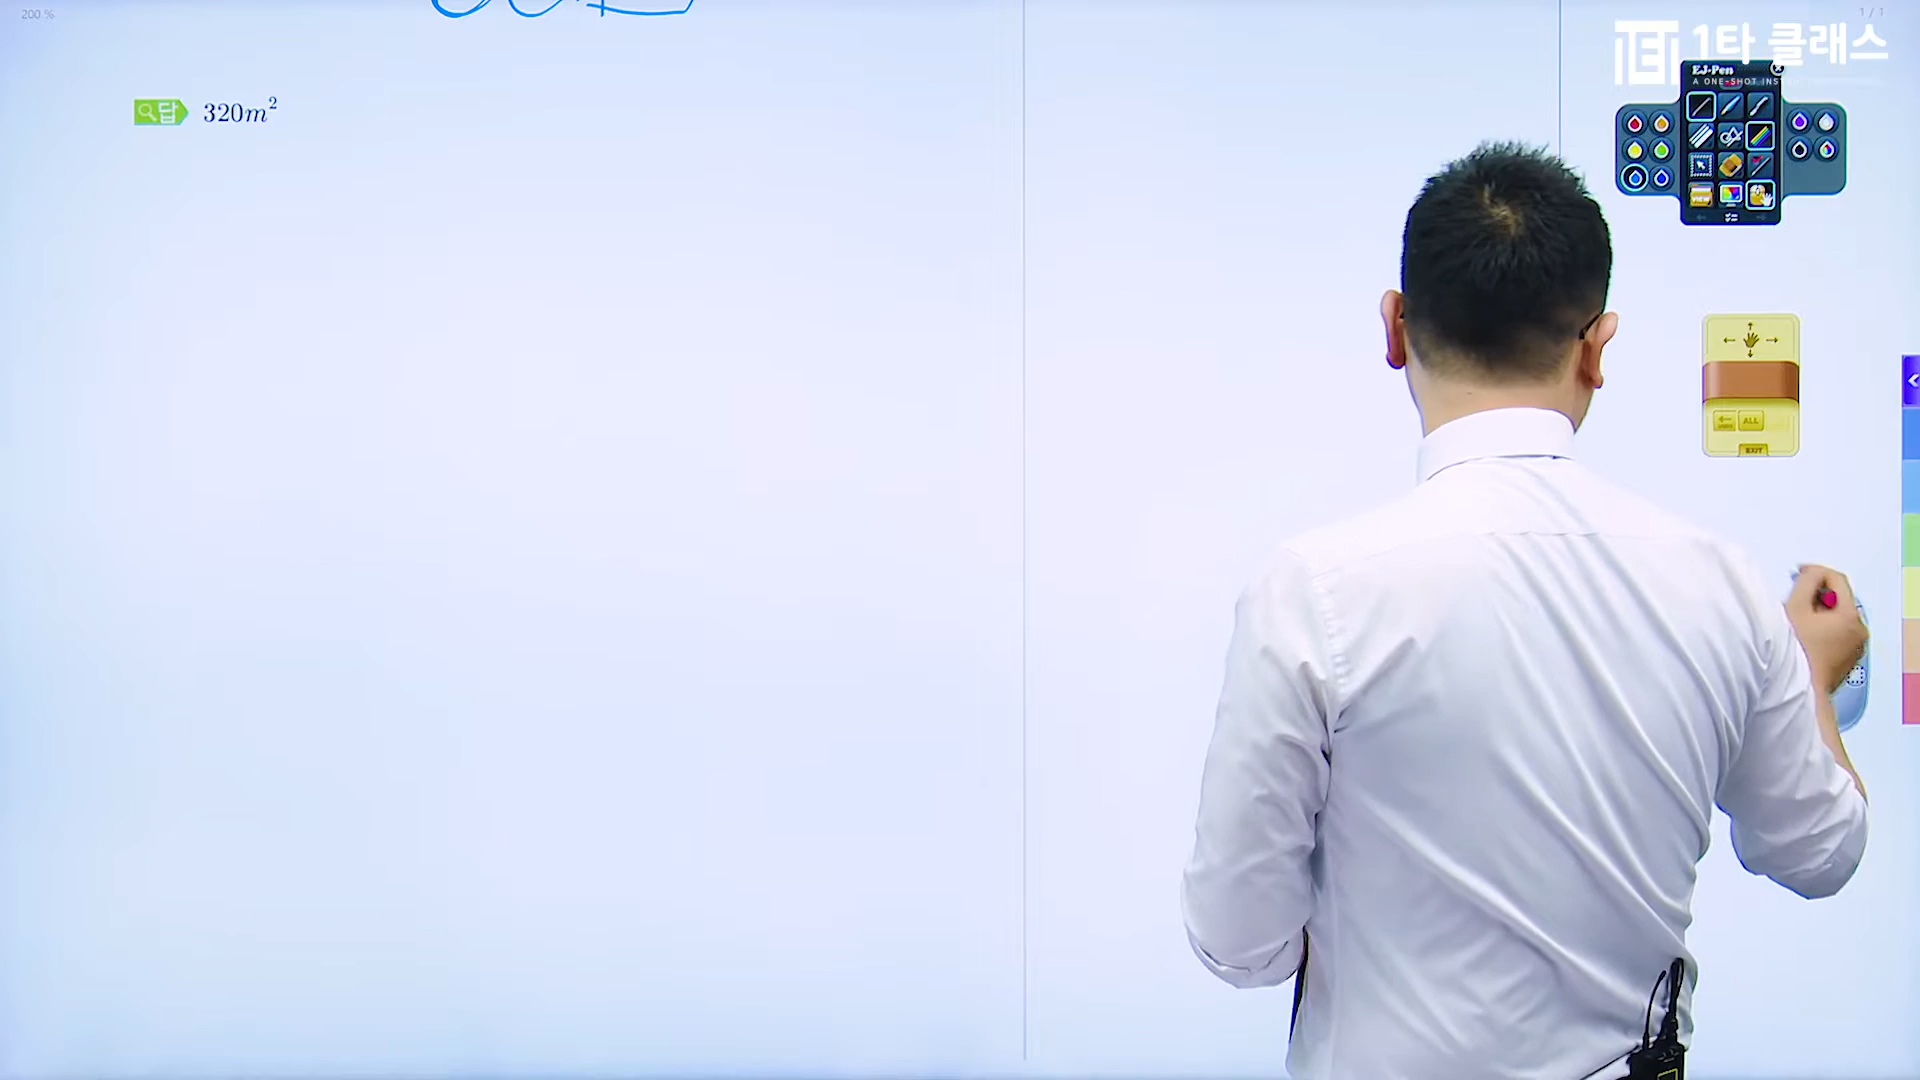 200 %
1 / 1
1타 클래스
A ONE-SHOT INS
EJ-Pen
답 320m²
VIEW
ALL
EXIT